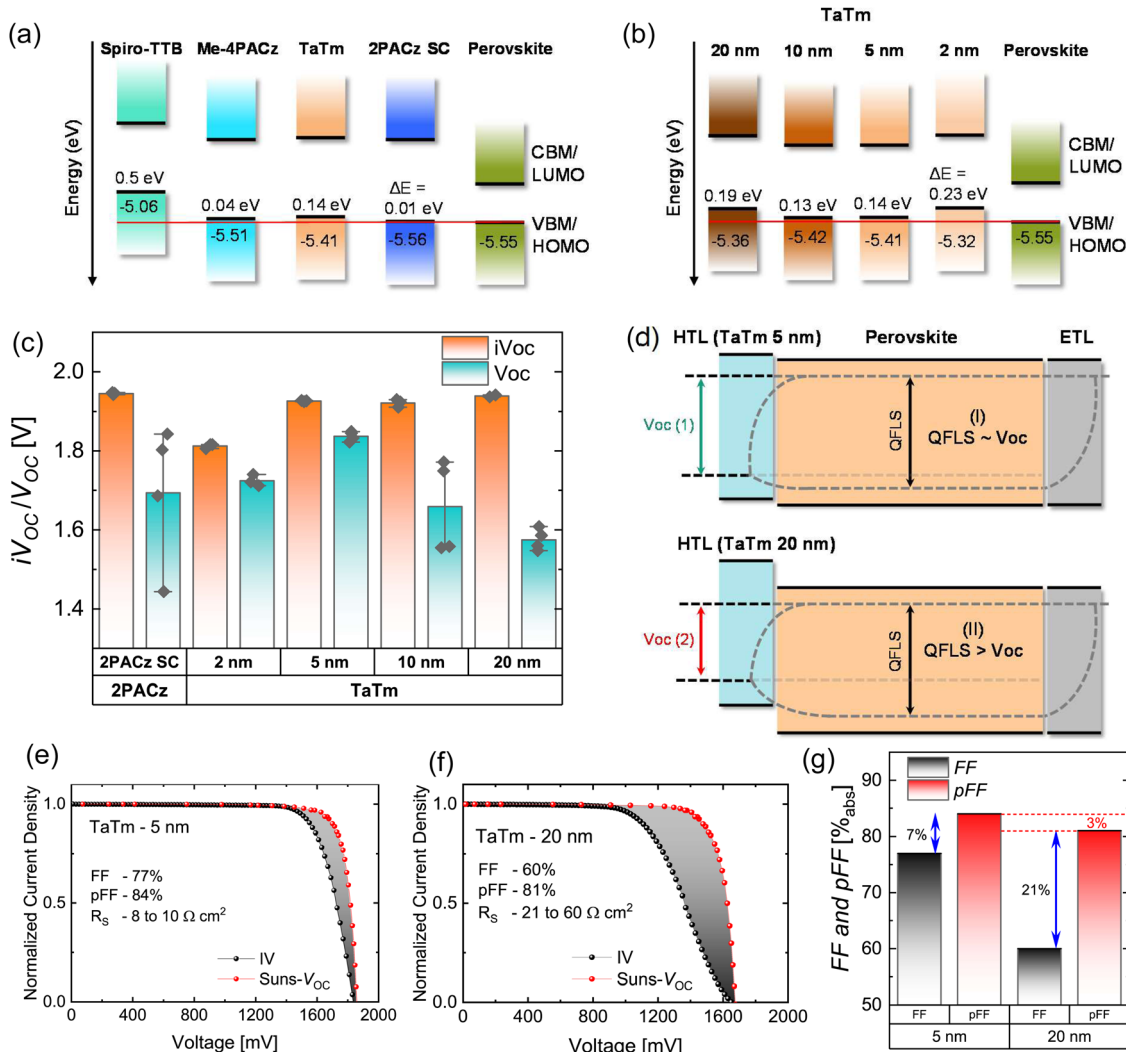 (a)
Spiro-TTB Me-4PACz TaTm 2PACz SC Perovskite
Energy (eV)
CBM/
LUMO
0.5 eV
-5.06
0.04 eV
-5.51
0.14 eV
-5.41
ΔE =
0.01 eV
-5.56
-5.55
VBM/
HOMO
(b)
TaTm
20 nm 10 nm 5 nm 2 nm Perovskite
Energy (eV)
CBM/
LUMO
0.19 eV
-5.36
0.13 eV
-5.42
0.14 eV
-5.41
ΔE =
0.23 eV
-5.32
-5.55
VBM/
HOMO
(c)
iVoc
Voc
iV_OC/V_OC [V]
2.0
1.8
1.6
1.4
2PACz SC 2 nm 5 nm 10 nm 20 nm
2PACz TaTm
(d)
HTL (TaTm 5 nm) Perovskite ETL
Voc (1)
QFLS
(I)
QFLS ~ Voc
HTL (TaTm 20 nm)
Voc (2)
QFLS
(II)
QFLS > Voc
(e)
Normalized Current Density
1.0
0.5
0.0
TaTm - 5 nm
FF - 77%
pFF - 84%
R_S - 8 to 10 Ω cm²
IV
Suns-V_OC
0 400 800 1200 1600 2000
Voltage [mV]
(f)
Normalized Current Density
1.0
0.5
0.0
TaTm - 20 nm
FF - 60%
pFF - 81%
R_S - 21 to 60 Ω cm²
IV
Suns-V_OC
0 400 800 1200 1600 2000
Voltage [mV]
(g)
FF
pFF
FF and pFF [%_abs]
90
80
70
60
50
7%
3%
21%
FF pFF FF pFF
5 nm 20 nm